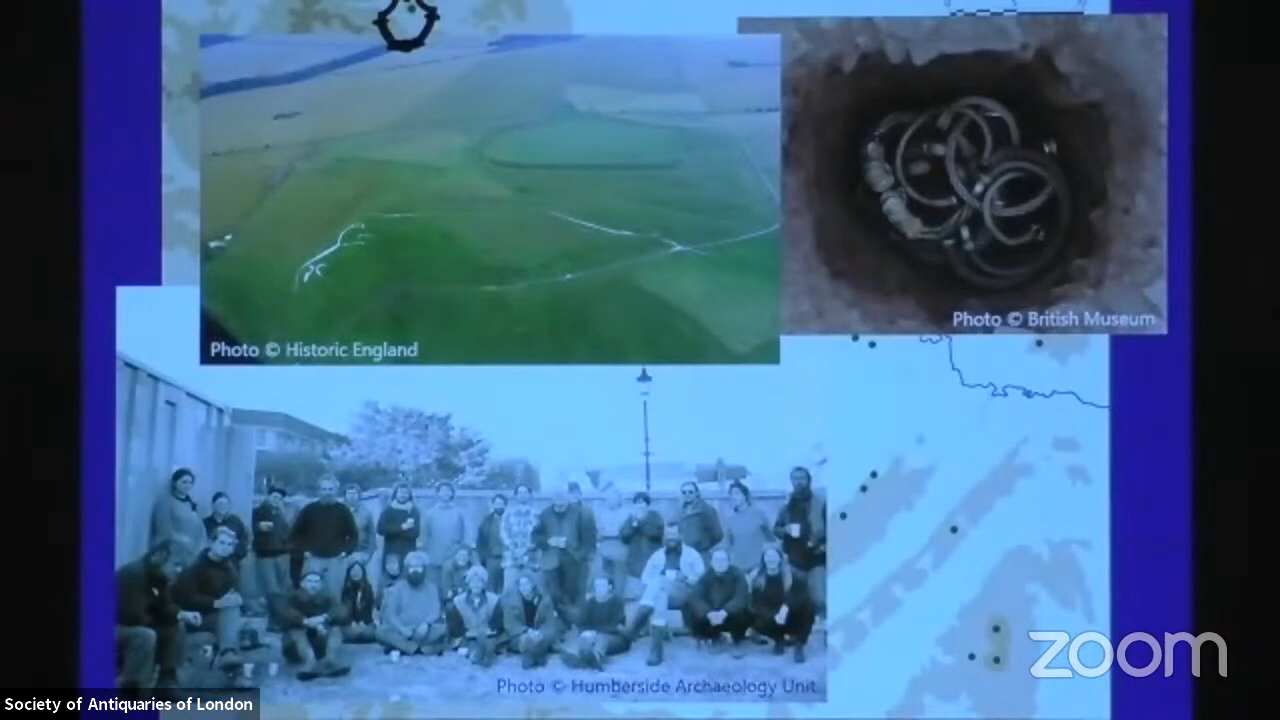 Photo © British Museum
Photo © Historic England
Photo © Humberside Archaeology Unit
zoom
Society of Antiquaries of London